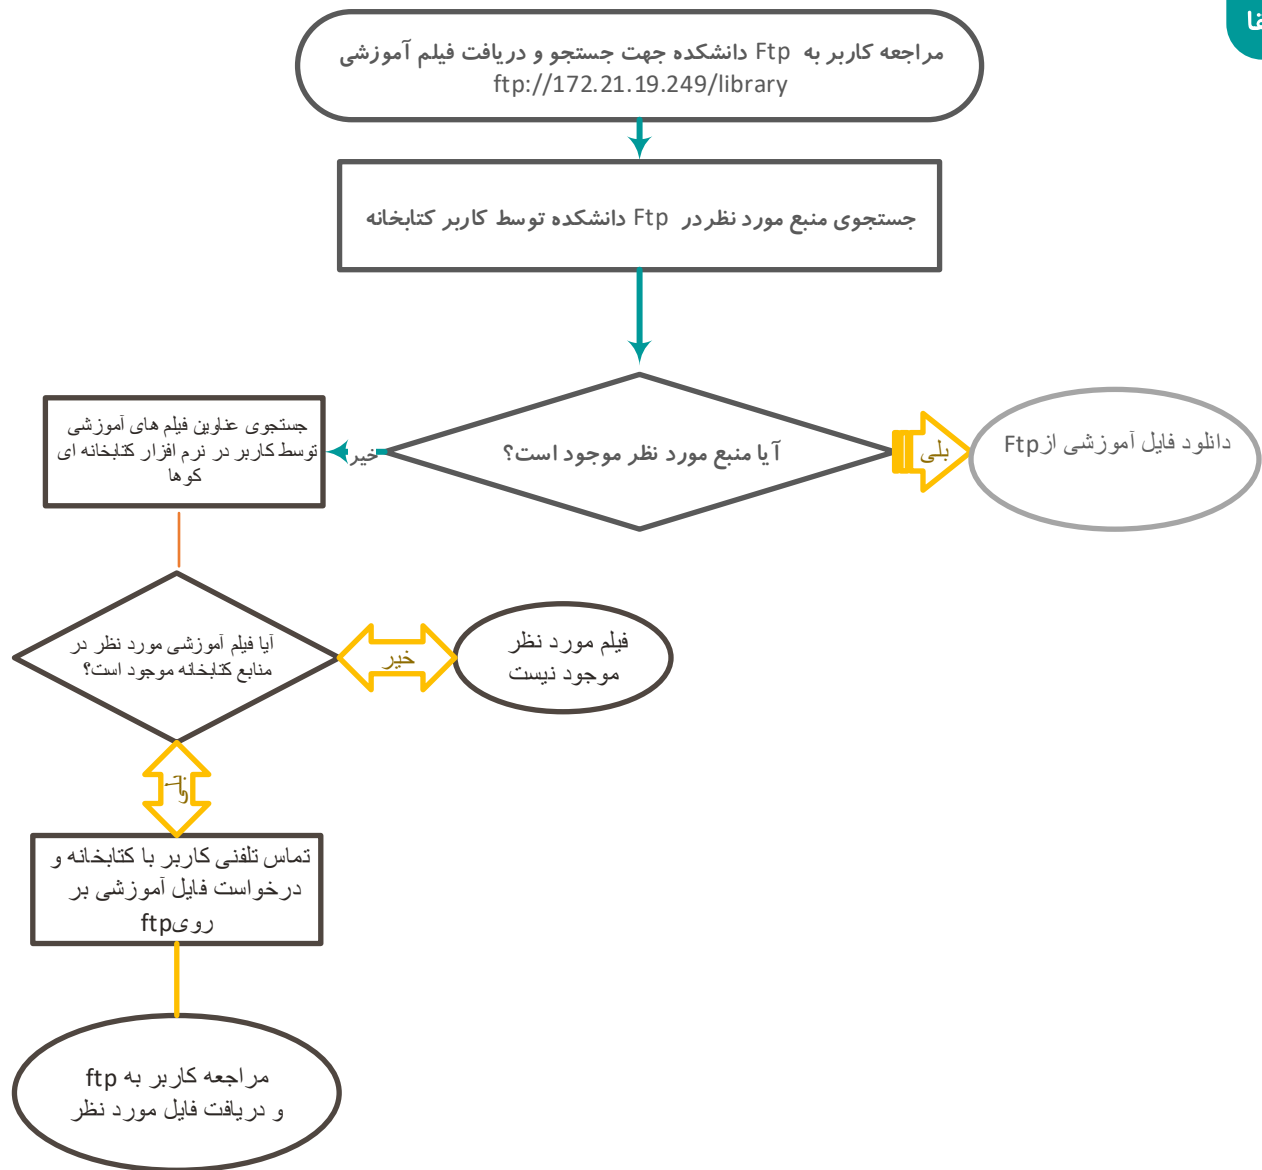 مراجعه کاربر به Ftp دانشکده جهت جستجو و دریافت فیلم آموزشی
ftp://172.21.19.249/library
جستجوی منبع مورد نظردر Ftp دانشکده توسط کاربر کتابخانه
آیا منبع مورد نظر موجود است؟
بلی
دانلود فایل آموزشی ازFtp
خیر
جستجوی عناوین فیلم های آموزشی
توسط کاربر در نرم افزار کتابخانه ای
کوها
آیا فیلم آموزشی مورد نظر در
منابع کتابخانه موجود است؟
خیر
فیلم مورد نظر
موجود نیست
بلی
تماس تلفنی کاربر با کتابخانه و
درخواست فایل آموزشی بر
رویftp
مراجعه کاربر به ftp
و دریافت فایل مورد نظر